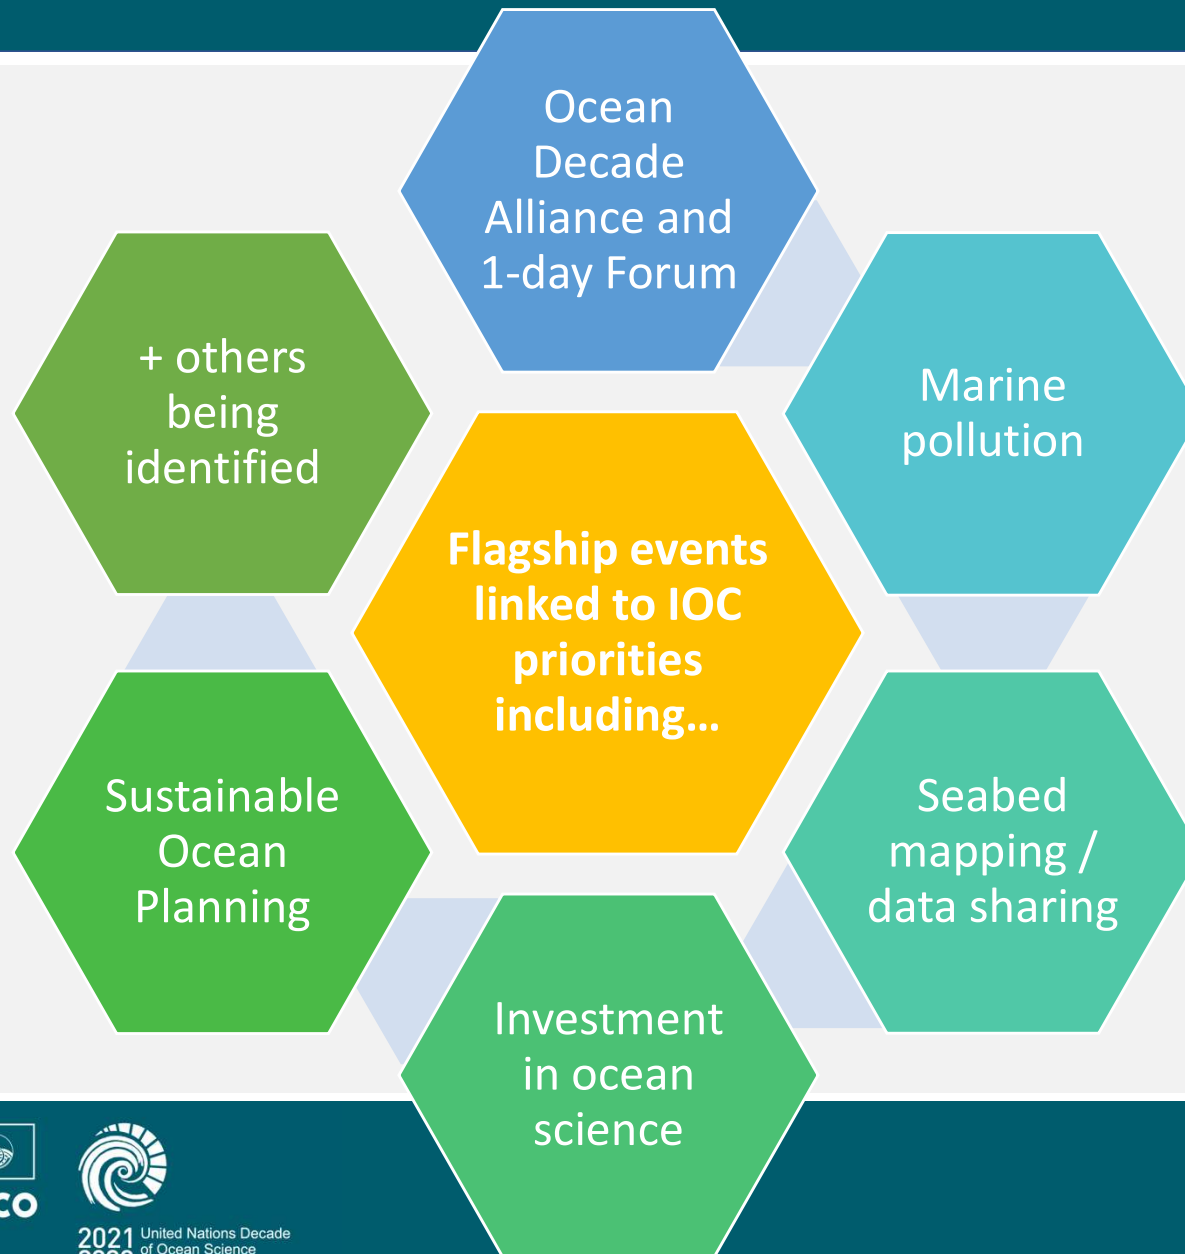 Ocean
Decade
Alliance and
1-day Forum
Marine
pollution
Seabed
mapping /
data sharing
Investment
in ocean
science
Sustainable
Ocean
Planning
+ others
being
identified
Flagship events
linked to IOC
priorities
including...
CO
2021 United Nations Decade
of Ocean Science